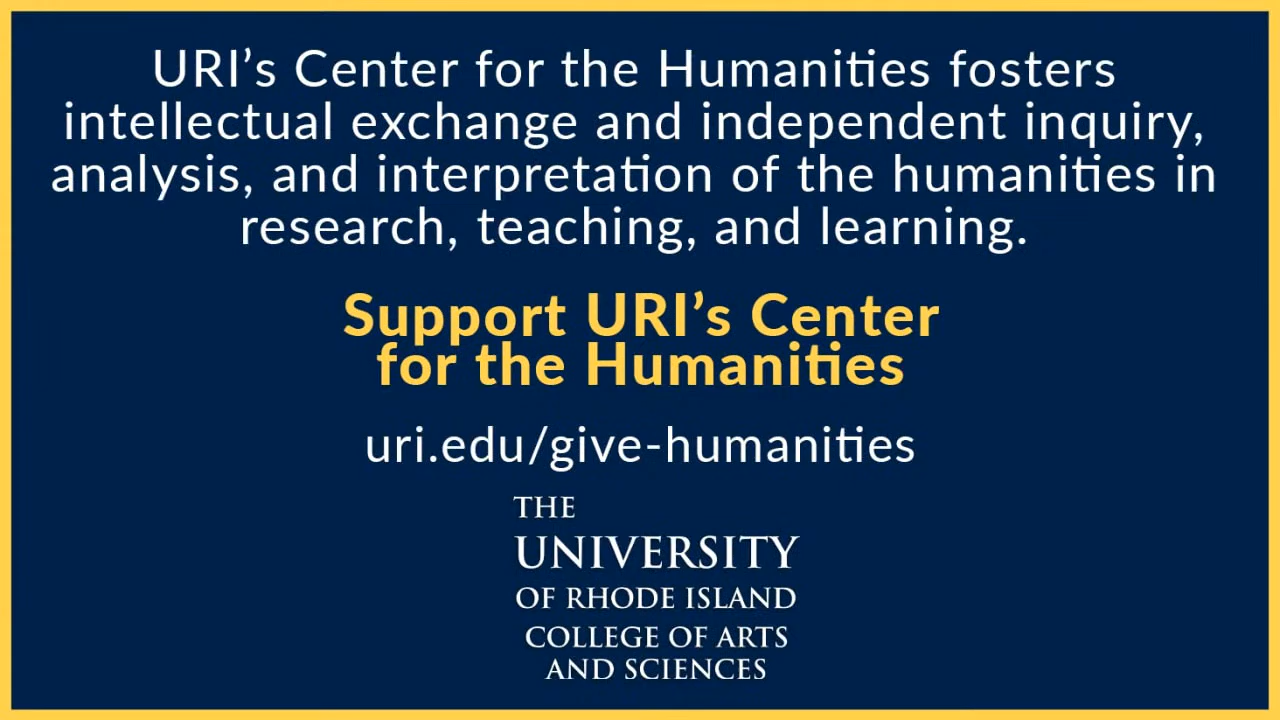 URI’s Center for the Humanities fosters
intellectual exchange and independent inquiry,
analysis, and interpretation of the humanities in
research, teaching, and learning.
Support URI’s Center
for the Humanities
uri.edu/give-humanities
THE
UNIVERSITY
OF RHODE ISLAND
COLLEGE OF ARTS
AND SCIENCES